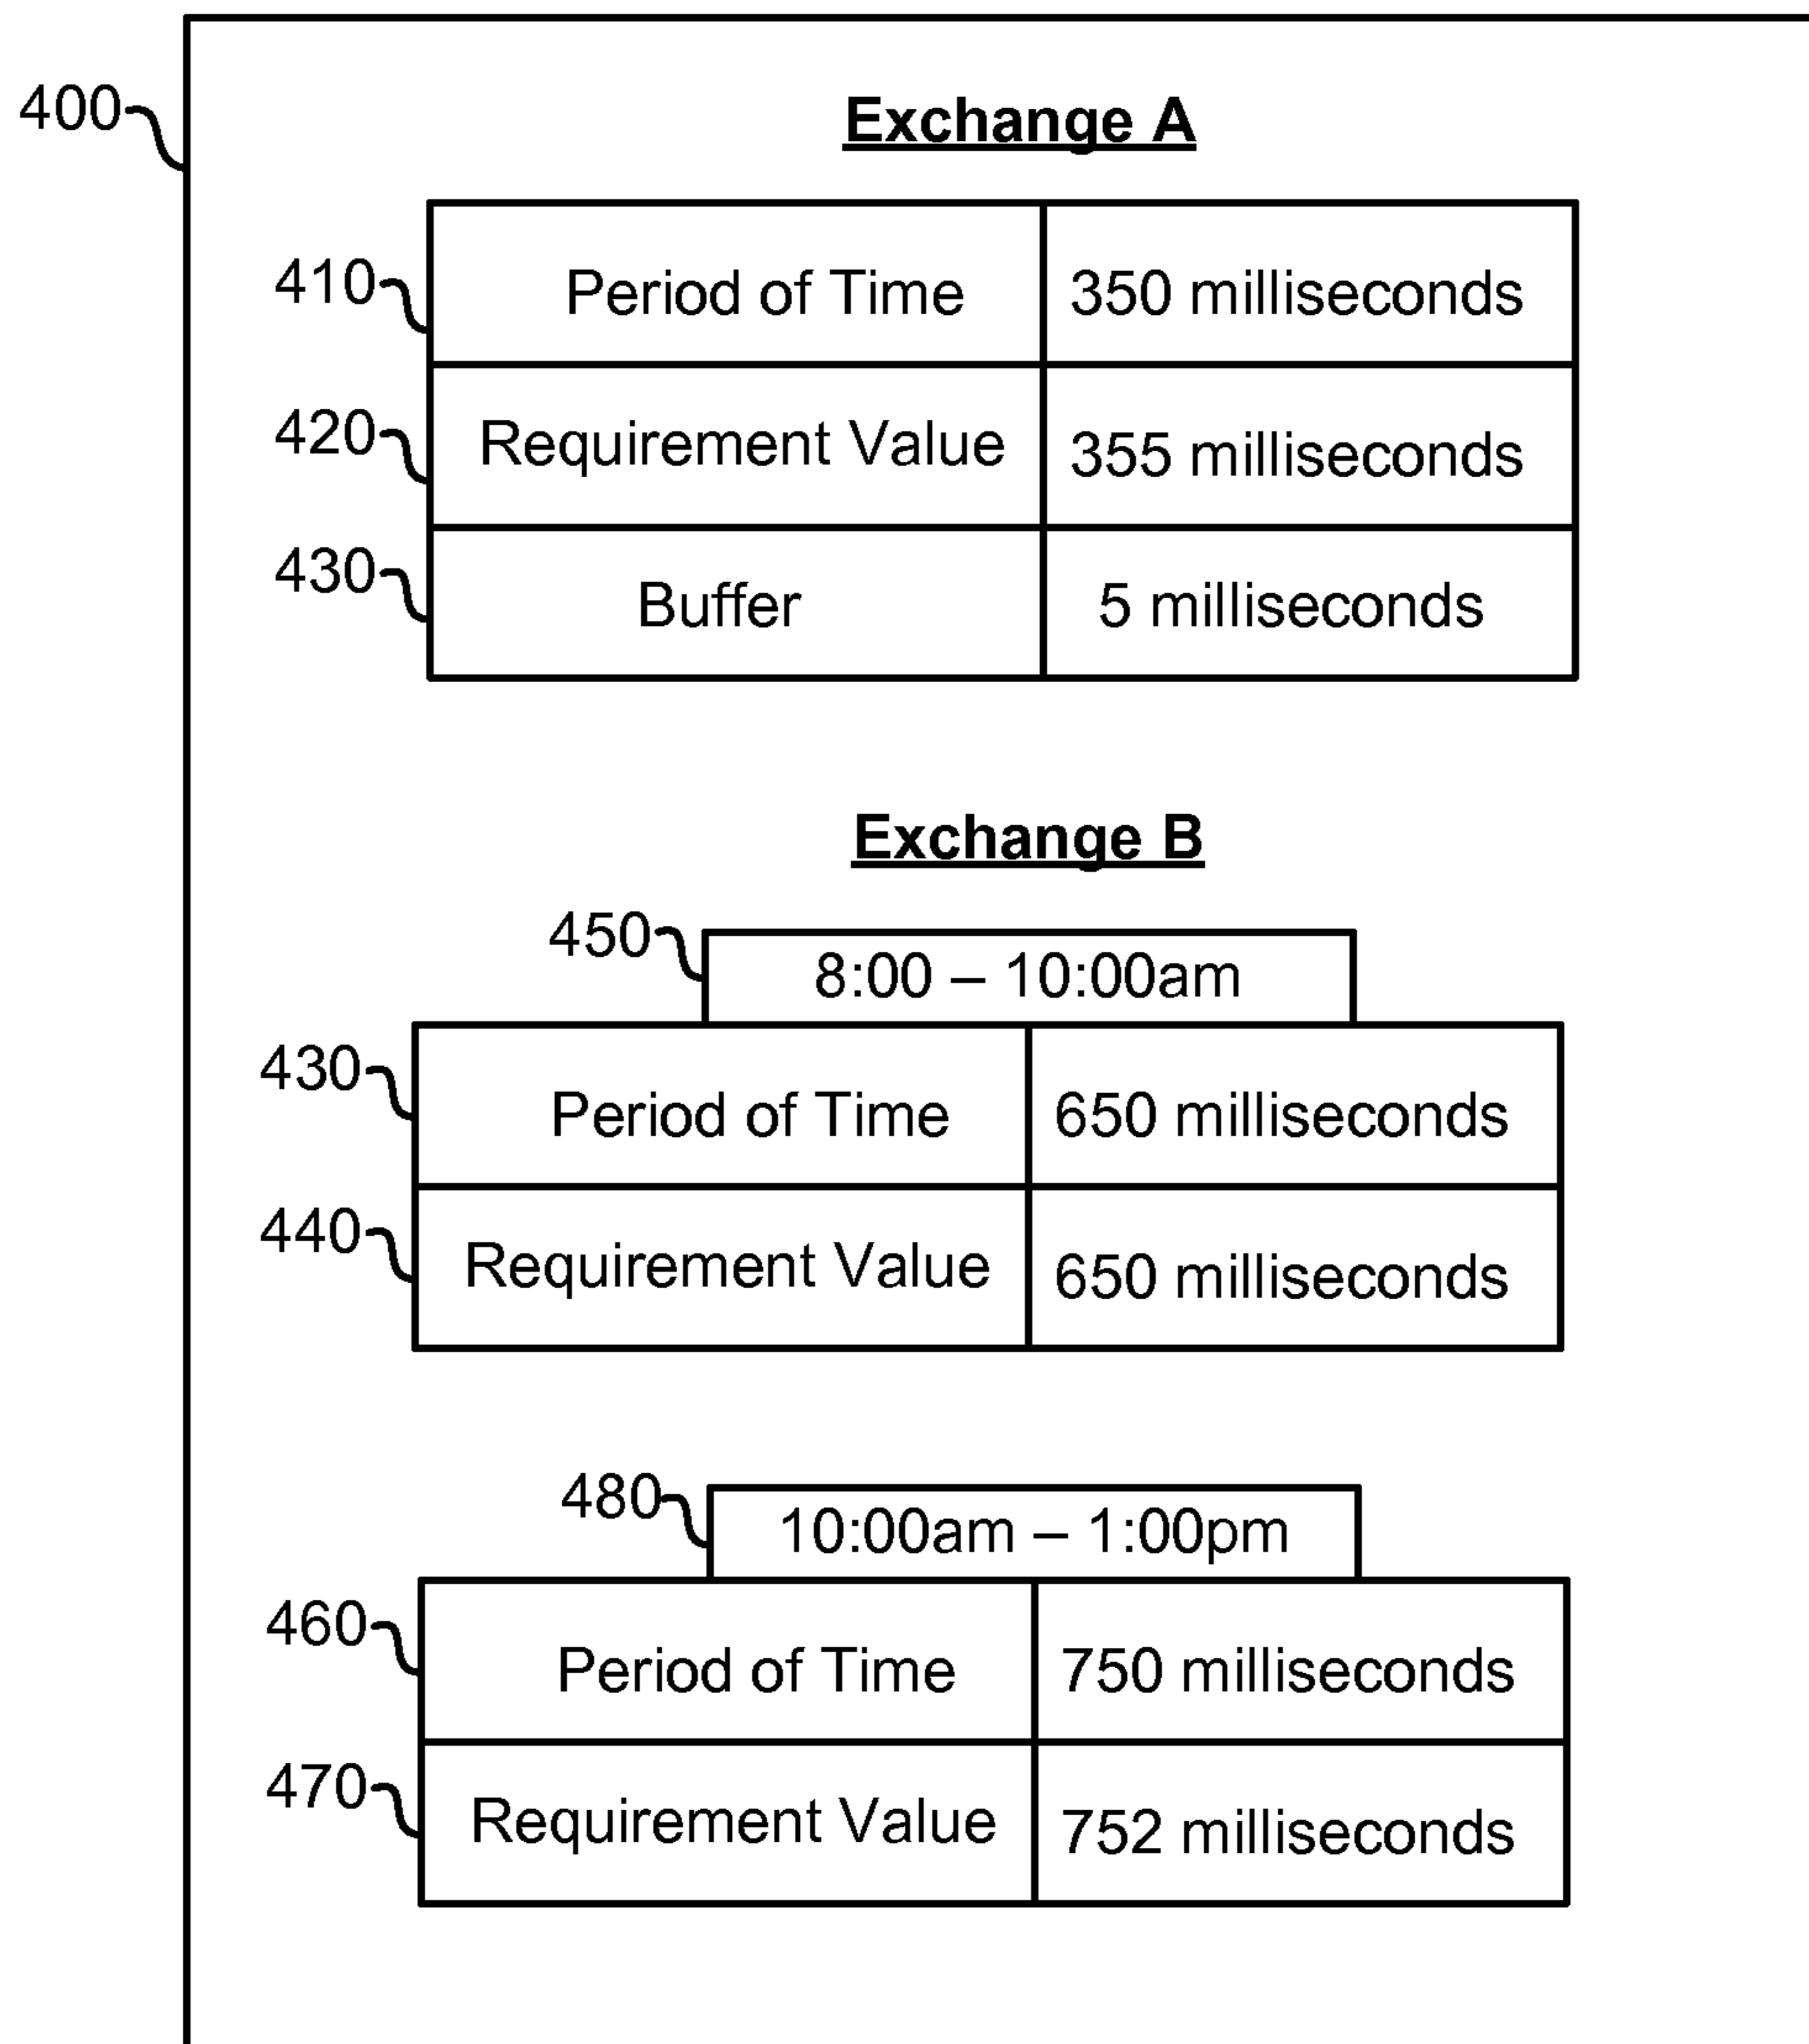 400
Exchange A
410 Period of Time 350 milliseconds
420 Requirement Value 355 milliseconds
430 Buffer 5 milliseconds
Exchange B
450 8:00 – 10:00am
430 Period of Time 650 milliseconds
440 Requirement Value 650 milliseconds
480 10:00am – 1:00pm
460 Period of Time 750 milliseconds
470 Requirement Value 752 milliseconds